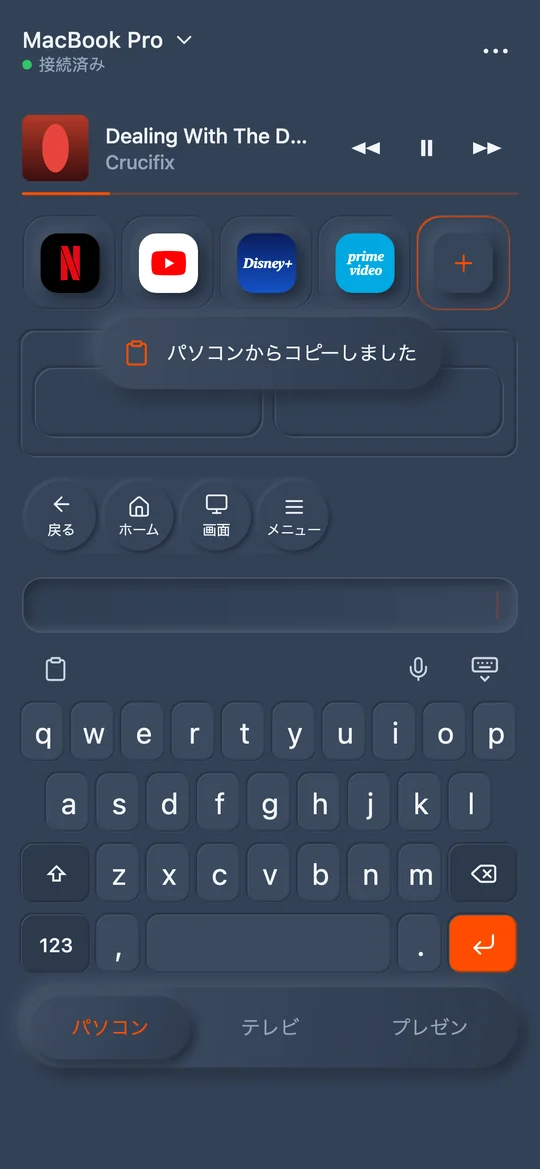 MacBook Pro
接続済み
Dealing With The D...
Crucifix
N
Disney+
prime video
+
パソコンからコピーしました
戻る
ホーム
画面
メニュー
q w e r t y u i o p
a s d f g h j k l
z x c v b n m
123 , .
パソコン
テレビ
プレゼン